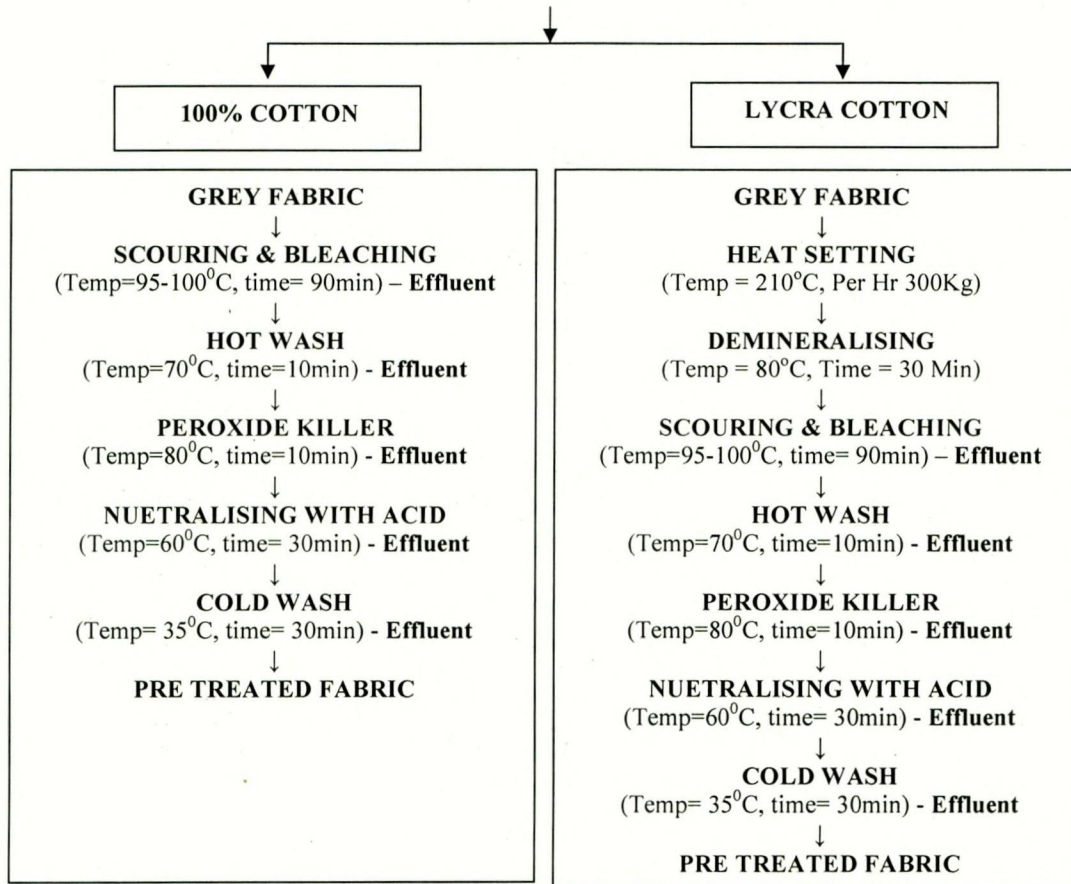 100% COTTON
GREY FABRIC
↓
SCOURING & BLEACHING
(Temp=95-100⁰C, time= 90min) – Effluent
↓
HOT WASH
(Temp=70⁰C, time=10min) - Effluent
↓
PEROXIDE KILLER
(Temp=80⁰C, time=10min) - Effluent
↓
NUETRALISING WITH ACID
(Temp=60⁰C, time= 30min) - Effluent
↓
COLD WASH
(Temp= 35⁰C, time= 30min) - Effluent
↓
PRE TREATED FABRIC
LYCRA COTTON
GREY FABRIC
↓
HEAT SETTING
(Temp = 210°C, Per Hr 300Kg)
↓
DEMINERALISING
(Temp = 80°C, Time = 30 Min)
↓
SCOURING & BLEACHING
(Temp=95-100⁰C, time= 90min) – Effluent
↓
HOT WASH
(Temp=70⁰C, time=10min) - Effluent
↓
PEROXIDE KILLER
(Temp=80⁰C, time=10min) - Effluent
↓
NUETRALISING WITH ACID
(Temp=60⁰C, time= 30min) - Effluent
↓
COLD WASH
(Temp= 35⁰C, time= 30min) - Effluent
↓
PRE TREATED FABRIC